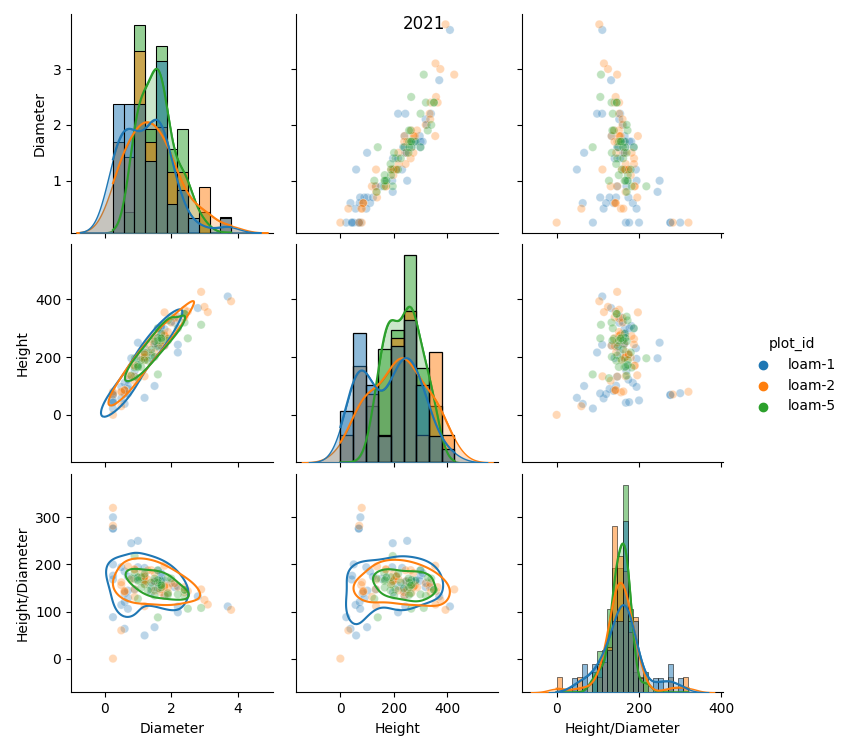 2021
Diameter
3
2
1
Height
400
200
0
plot_id
loam-1
loam-2
loam-5
Height/Diameter
300
200
100
0
0 2 4
0 200 400
0 200 400
Diameter
Height
Height/Diameter